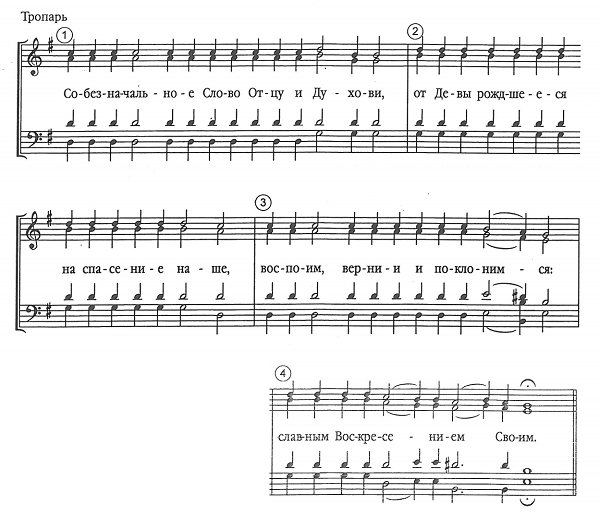 Тропарь
1 2
Со-без-на-чаль - но - е Сло-во От-цу и Ду - хо-ви, от Де-вы рожд-ше - е-ся
3
на спа-се-ни-е на - ше, вос-по-им, вер-ни-и и по-кло-ним - ся:
4
слав-ным Вос-кре-се - ни-ем Сво-им.